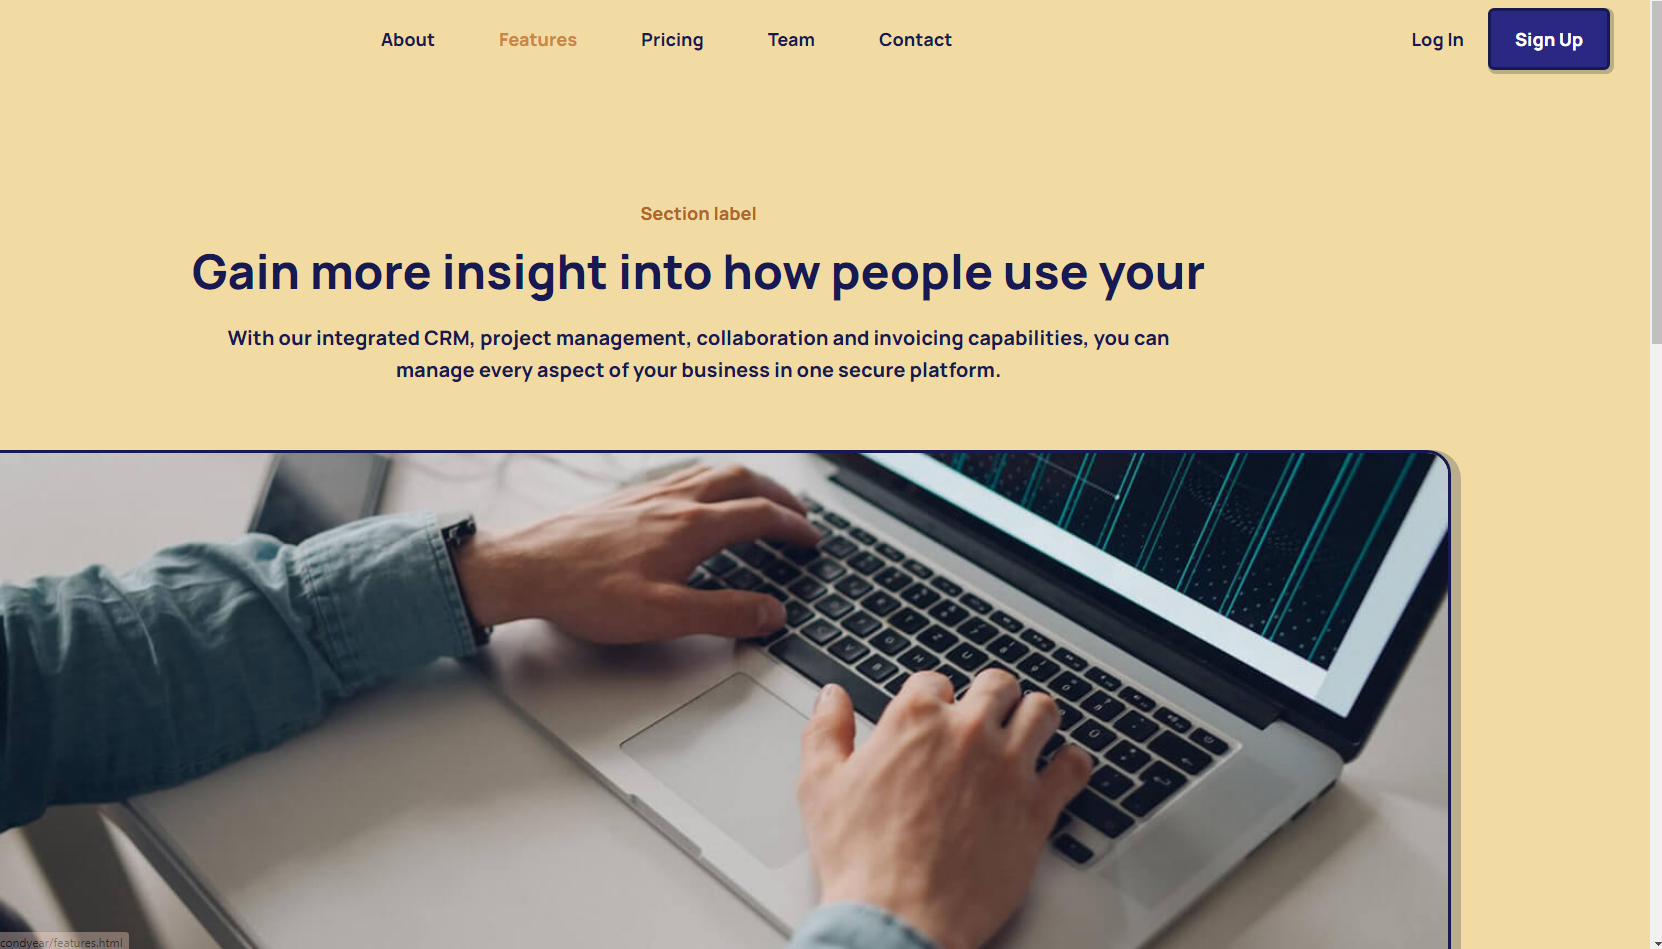 About Features Pricing Team Contact Log In Sign Up
Section label
Gain more insight into how people use your
With our integrated CRM, project management, collaboration and invoicing capabilities, you can
manage every aspect of your business in one secure platform.
condyear/features.html